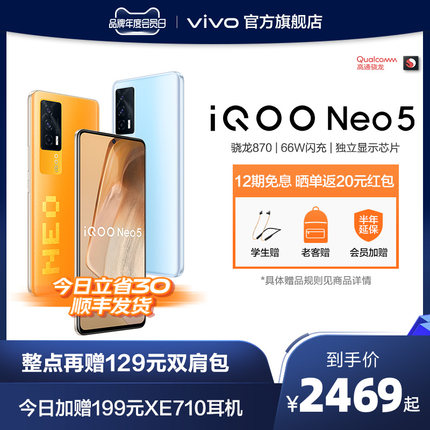 品牌年度会员日
vivo 官方旗舰店
Qualcomm
高通骁龙
iQOO Neo5
骁龙870 | 66W闪充 | 独立显示芯片
12期免息 晒单返20元红包
半年
延保
学生赠
老客赠
会员加赠
*具体赠品规则见商品详情
NEO
iQOO Neo5
今日立省30
顺丰发货
整点再赠129元双肩包
今日加赠199元XE710耳机
到手价
¥2469起